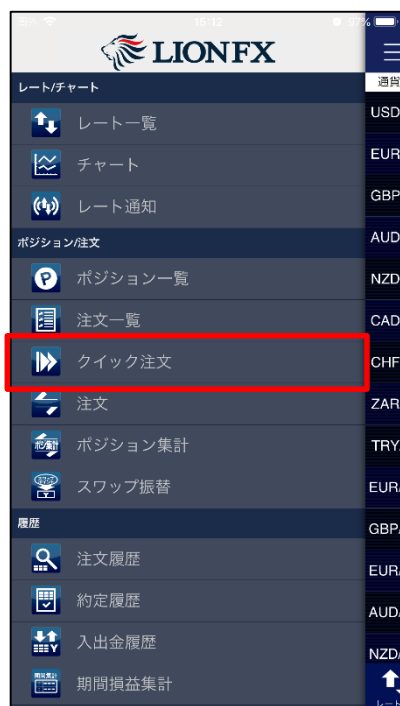 15:12
97%
LION FX
通貨
レート/チャート
レート一覧
チャート
レート通知
ポジション/注文
ポジション一覧
注文一覧
クイック注文
注文
ポジション集計
スワップ振替
履歴
注文履歴
約定履歴
入出金履歴
期間損益集計
USD
EUR
GBP
AUD
NZD
CAD
CHF
ZAR
TRY
EUR/
GBP/
EUR/
AUD/
NZD/